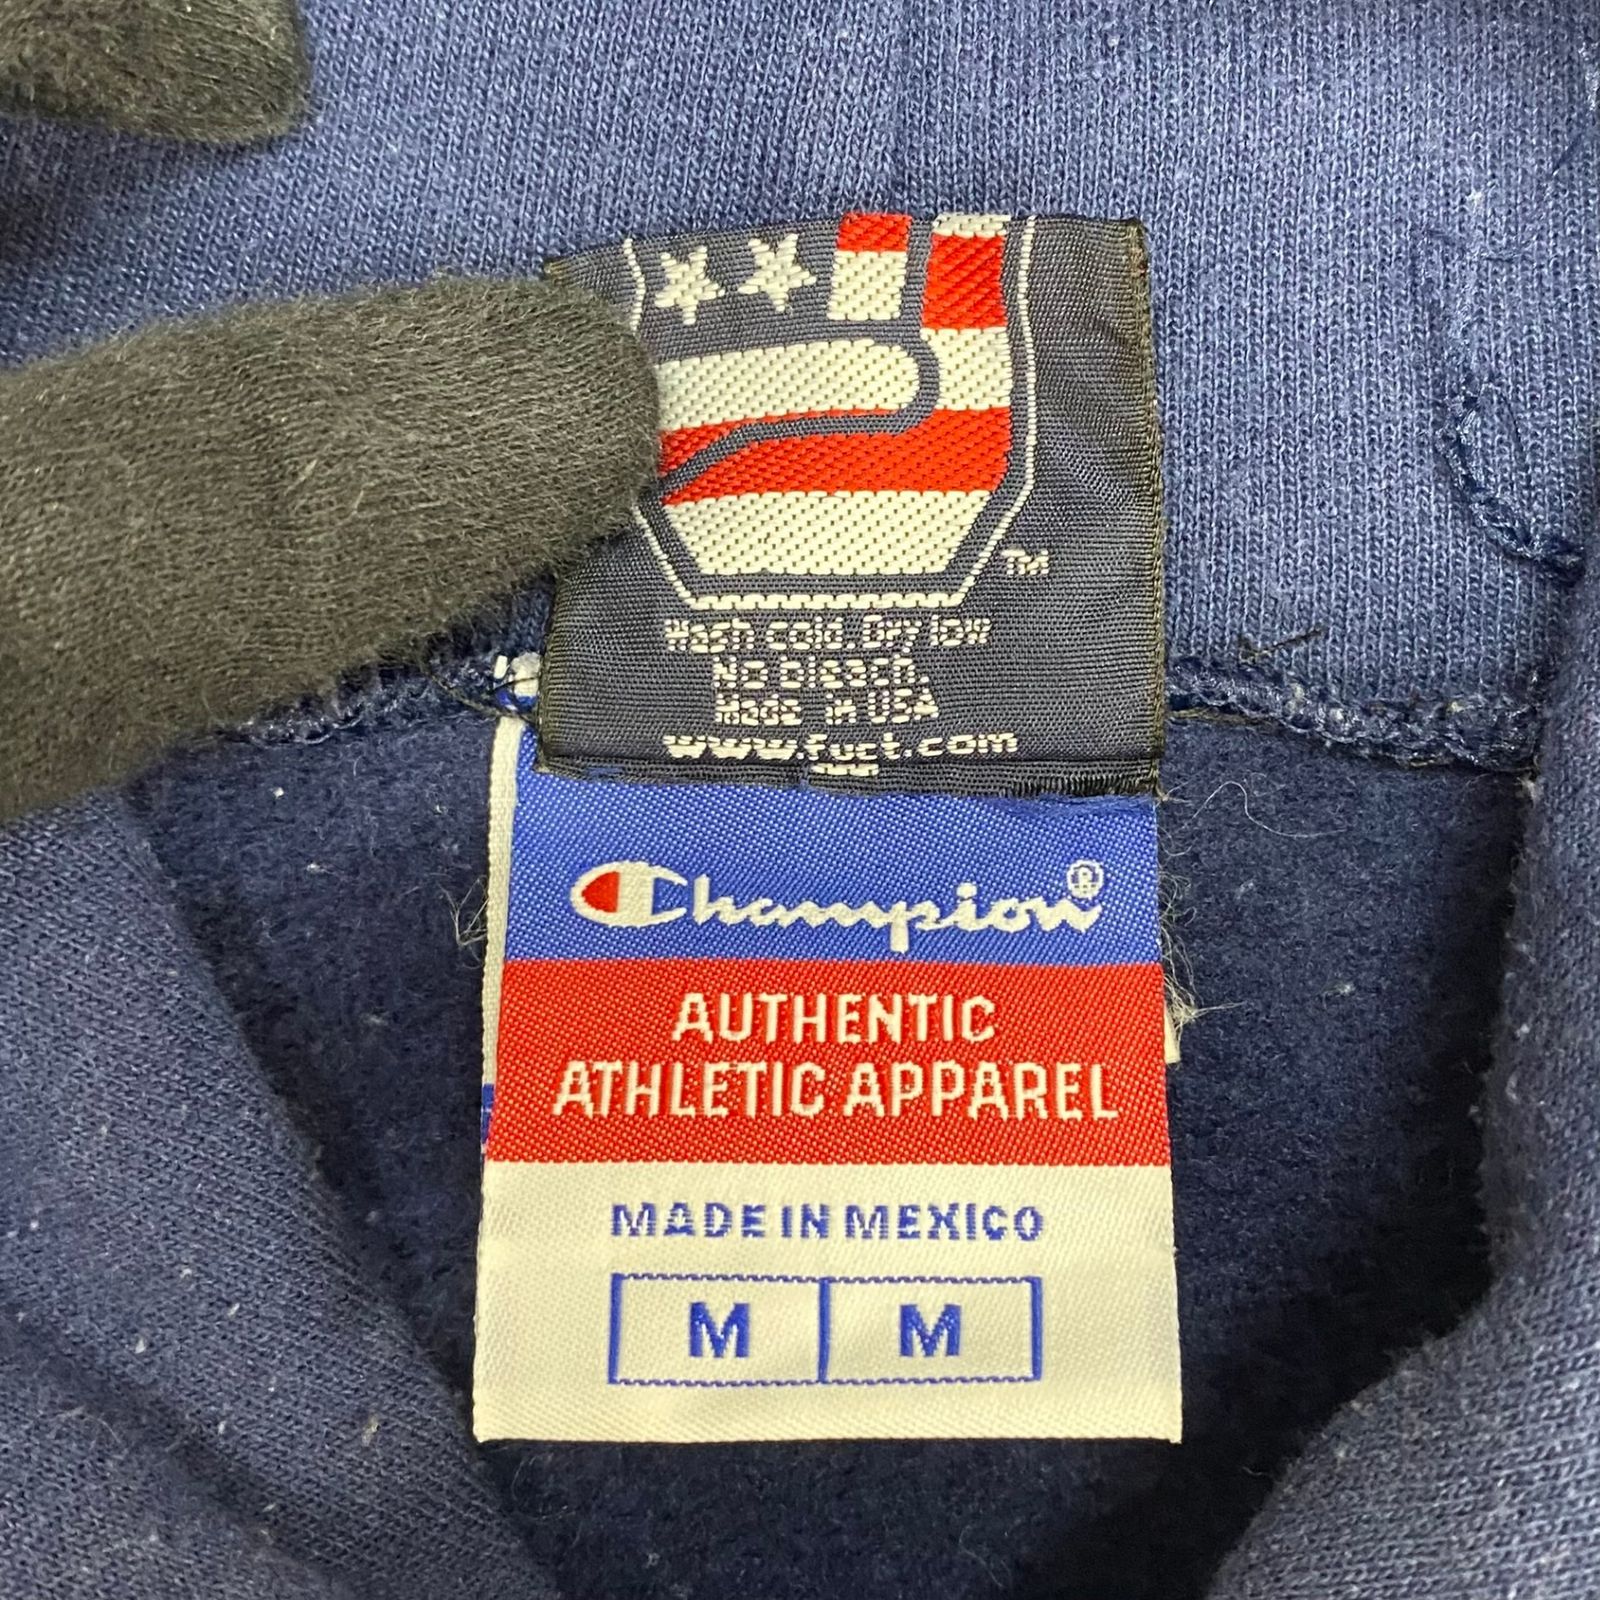 TM
Wash cold. Dry low
No bleach
Made in USA
www.fuct.com
Champion®
AUTHENTIC
ATHLETIC APPAREL
MADE IN MEXICO
M M